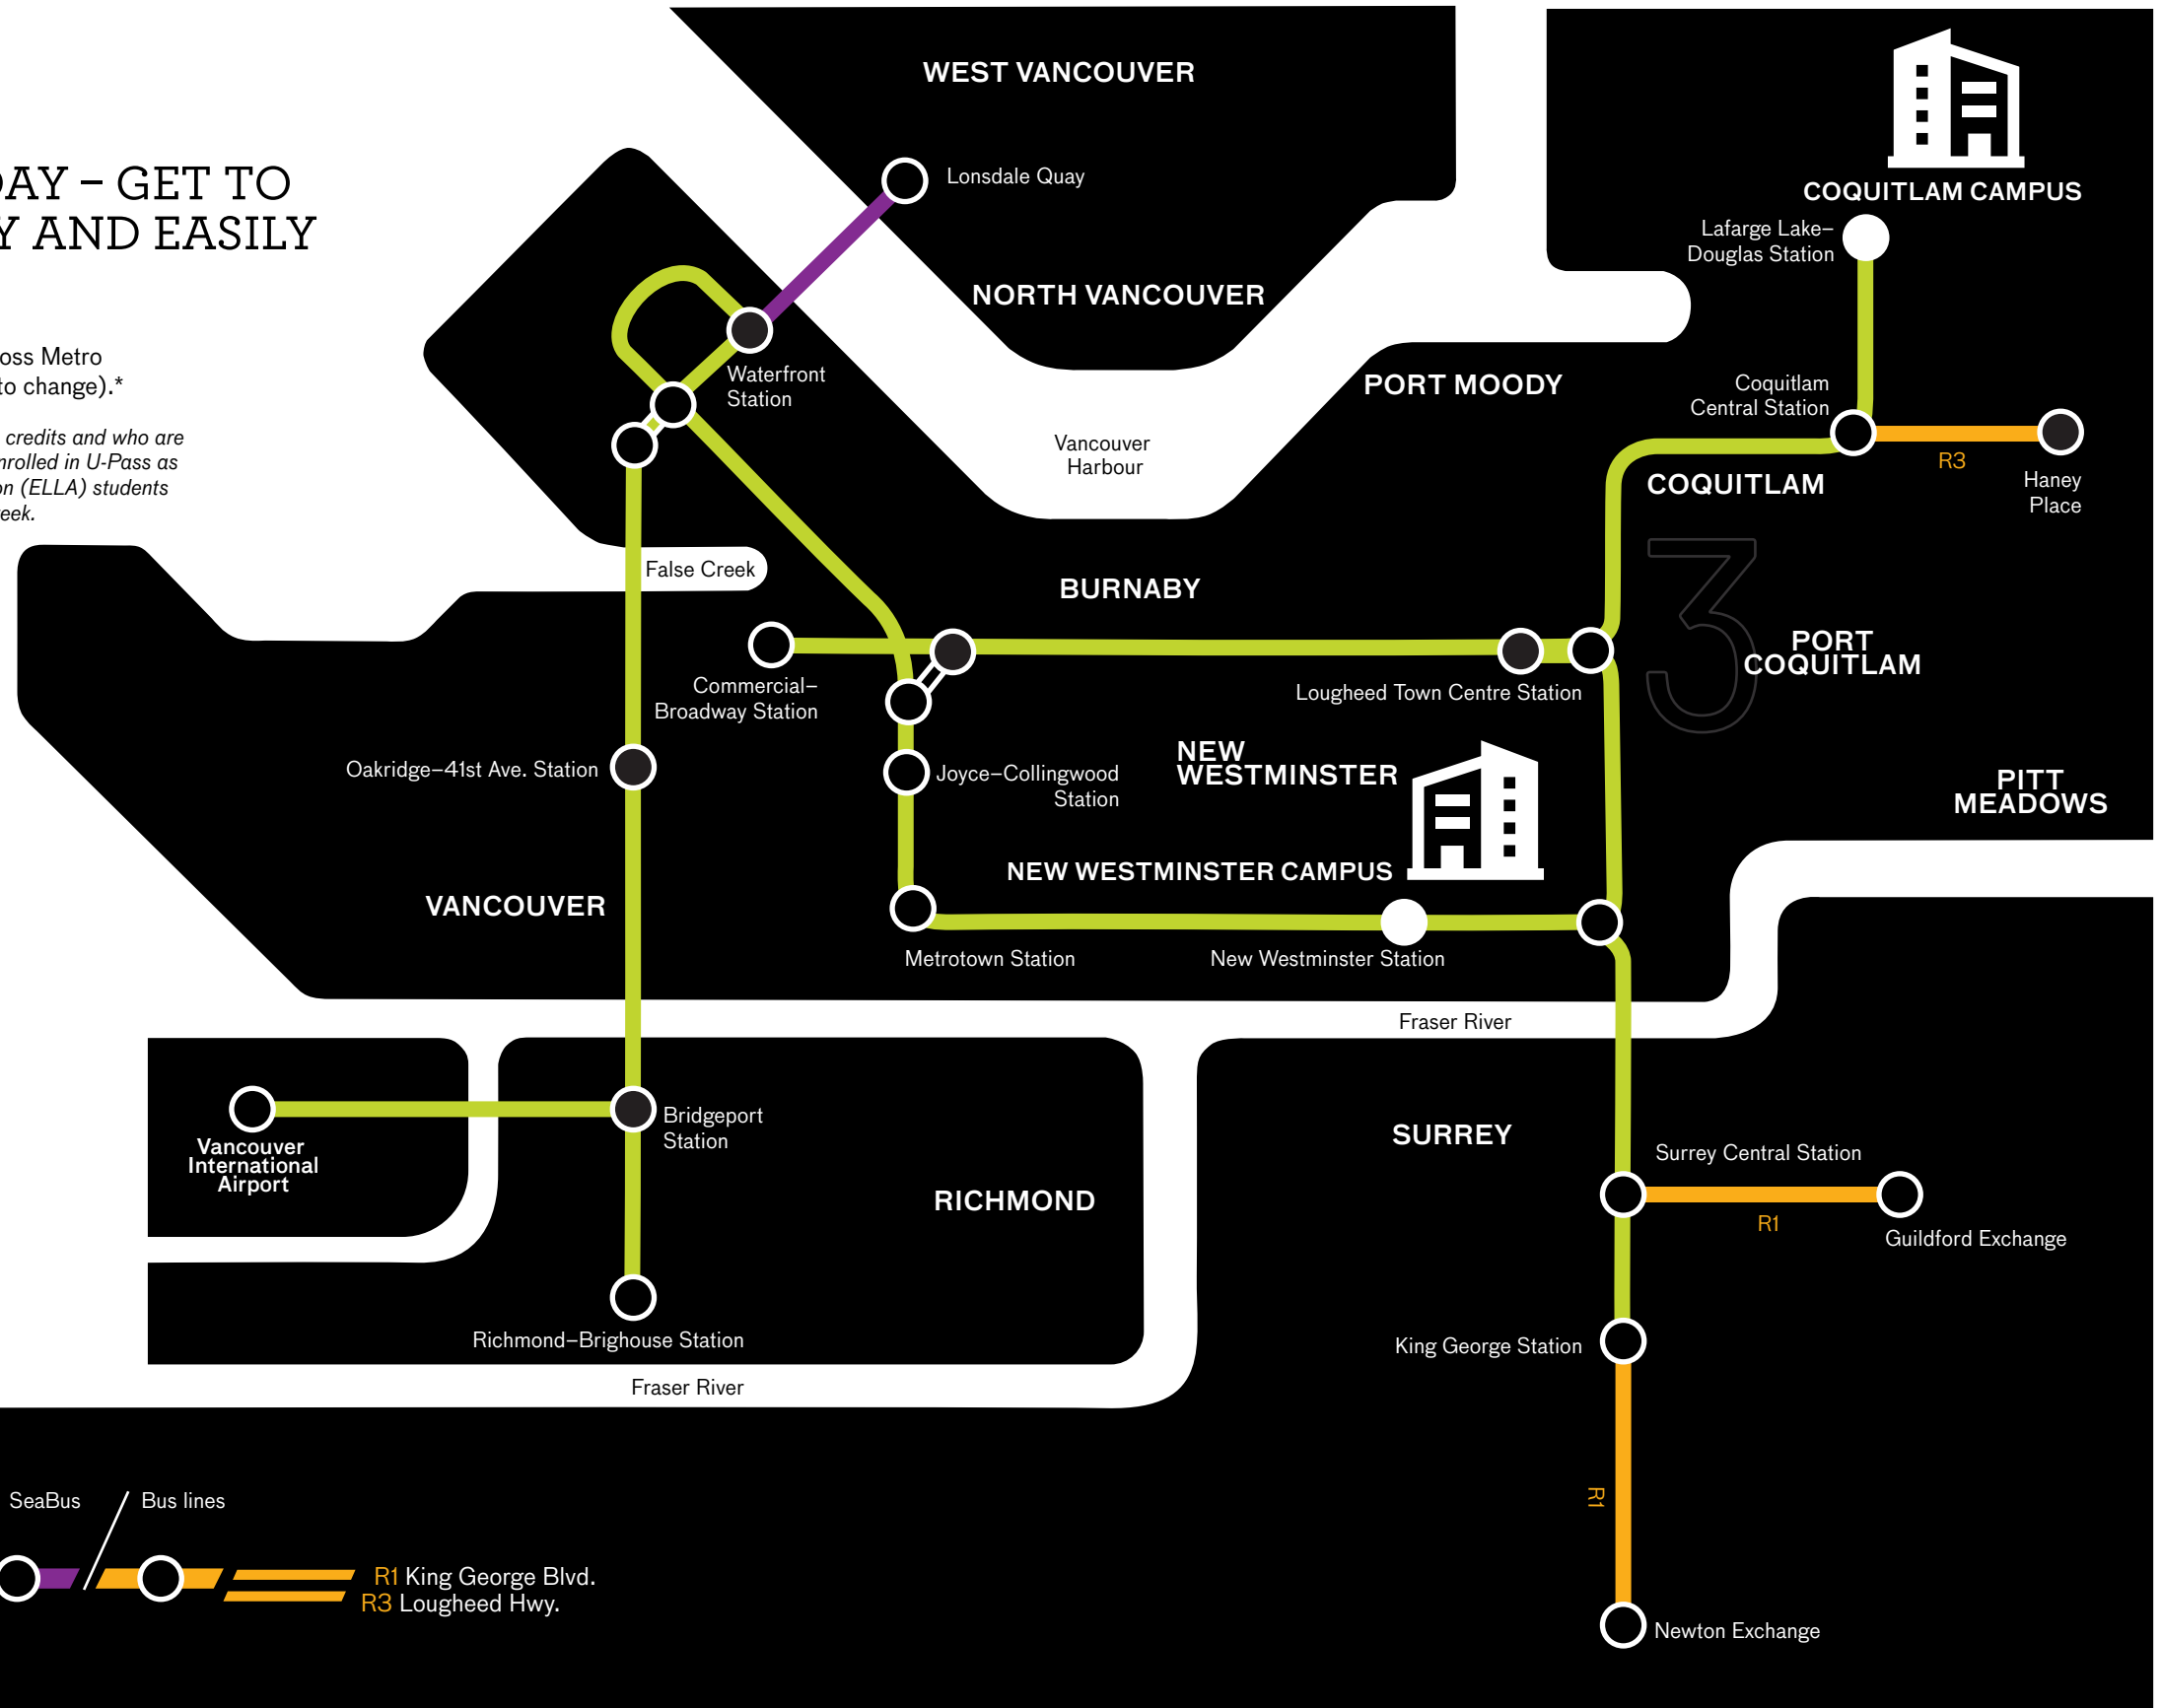 DAY – GET TO
Y AND EASILY
oss Metro
to change).*
credits and who are
nrolled in U-Pass as
on (ELLA) students
eek.
WEST VANCOUVER
Lonsdale Quay
NORTH VANCOUVER
COQUITLAM CAMPUS
Lafarge Lake–
Douglas Station
Waterfront
Station
PORT MOODY
Coquitlam
Central Station
Vancouver
Harbour
R3
COQUITLAM
Haney
Place
False Creek
BURNABY
3
PORT
COQUITLAM
Commercial–
Broadway Station
Lougheed Town Centre Station
Oakridge–41st Ave. Station
Joyce–Collingwood
Station
NEW
WESTMINSTER
PITT
MEADOWS
NEW WESTMINSTER CAMPUS
VANCOUVER
Metrotown Station
New Westminster Station
Fraser River
Vancouver
International
Airport
Bridgeport
Station
SURREY
Surrey Central Station
RICHMOND
R1
Guildford Exchange
Richmond–Brighouse Station
King George Station
Fraser River
R1
Newton Exchange
SeaBus
Bus lines
R1 King George Blvd.
R3 Lougheed Hwy.